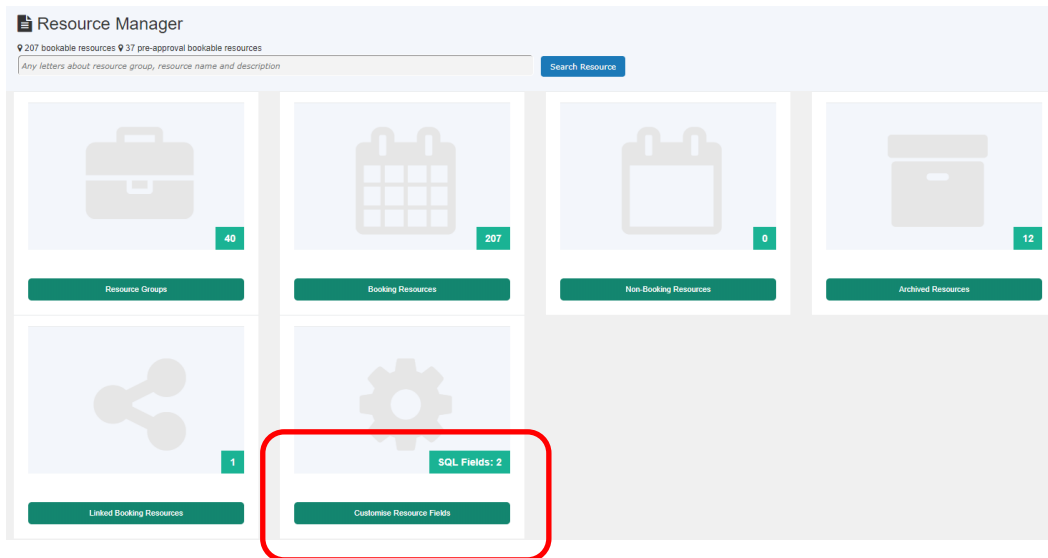 Resource Manager
207 bookable resources 37 pre-approval bookable resources
Any letters about resource group, resource name and description
Search Resource
40
207
0
12
Resource Groups
Booking Resources
Non-Booking Resources
Archived Resources
1
SQL Fields: 2
Linked Booking Resources
Customise Resource Fields